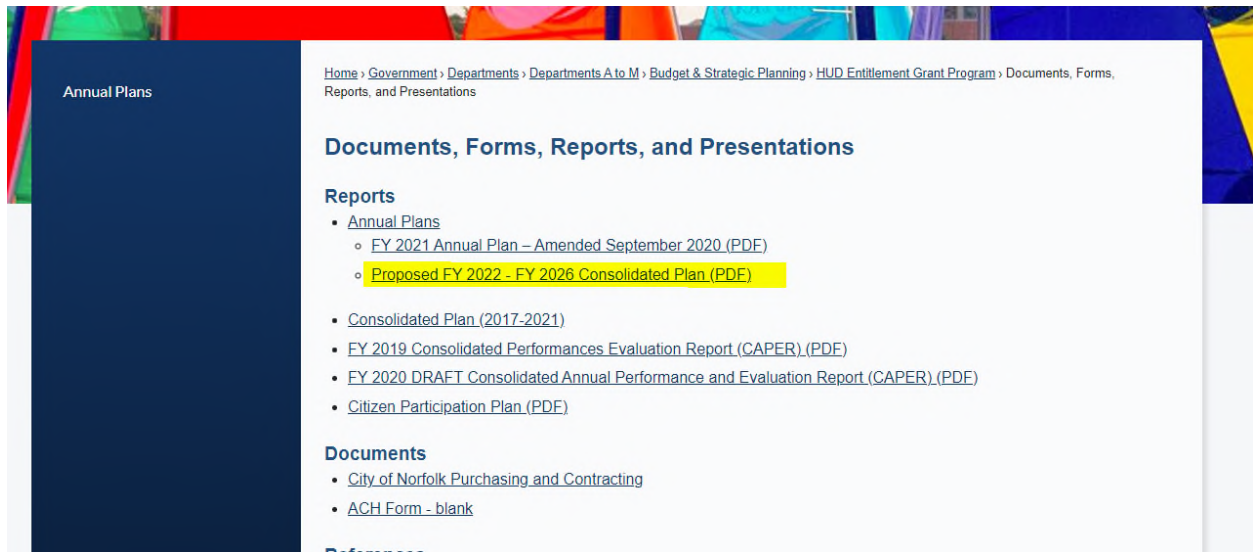 Annual Plans
Home › Government › Departments › Departments A to M › Budget & Strategic Planning › HUD Entitlement Grant Program › Documents, Forms,
Reports, and Presentations
Documents, Forms, Reports, and Presentations
Reports
• Annual Plans
◦ FY 2021 Annual Plan – Amended September 2020 (PDF)
◦ Proposed FY 2022 - FY 2026 Consolidated Plan (PDF)
• Consolidated Plan (2017-2021)
• FY 2019 Consolidated Performances Evaluation Report (CAPER) (PDF)
• FY 2020 DRAFT Consolidated Annual Performance and Evaluation Report (CAPER) (PDF)
• Citizen Participation Plan (PDF)
Documents
• City of Norfolk Purchasing and Contracting
• ACH Form - blank